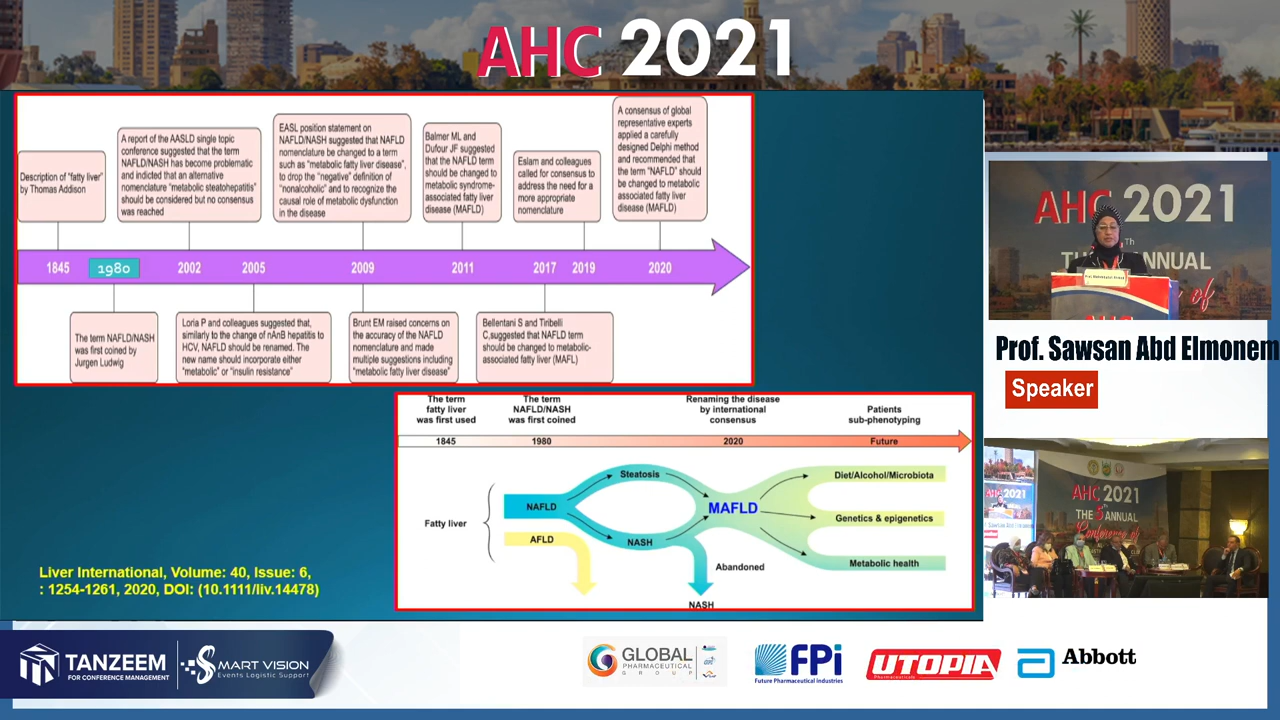 AHC 2021
Description of "fatty liver"
by Thomas Addison
A report of the AASLD single topic
conference suggested that the term
NAFLD/NASH has become problematic
and indicted that an alternative
nomenclature "metabolic steatohepatitis"
should be considered but no consensus
was reached
EASL position statement on
NAFLD/NASH suggested that NAFLD
nomenclature be changed to a term
such as "metabolic fatty liver disease",
to drop the "negative" definition of
"nonalcoholic" and to recognize the
causal role of metabolic dysfunction
in the disease
Balmer ML and
Dufour JF suggested
that the NAFLD term
should be changed to
metabolic syndrome-
associated fatty liver
disease (MAFLD)
Eslam and colleagues
called for consensus to
address the need for a
more appropriate
nomenclature
A consensus of global
representative experts
applied a carefully
designed Delphi method
and recommended that
the term "NAFLD" should
be changed to metabolic
associated fatty liver
disease (MAFLD)
1845 1980 2002 2005 2009 2011 2017 2019 2020
The term NAFLD/NASH
was first coined by
Jurgen Ludwig
Loria P and colleagues suggested that,
similarly to the change of nAnB hepatitis to
HCV, NAFLD should be renamed. The
new name should incorporate either
"metabolic" or "insulin resistance"
Brunt EM raised concerns on
the accuracy of the NAFLD
nomenclature and made
multiple suggestions including
"metabolic fatty liver disease"
Bellentani S and Tiribelli
C,suggested that NAFLD term
should be changed to metabolic-
associated fatty liver (MAFL)
The term
fatty liver
was first used
The term
NAFLD/NASH
was first coined
Renaming the disease
by international
consensus
Patients
sub-phenotyping
1845 1980 2020 Future
Fatty liver
NAFLD
AFLD
Steatosis
NASH
MAFLD
Abandoned
NASH
Diet/Alcohol/Microbiota
Genetics & epigenetics
Metabolic health
Liver International, Volume: 40, Issue: 6,
: 1254-1261, 2020, DOI: (10.1111/liv.14478)
AHC 2021
Th
ANNUAL
of
Prof. Sawsan Abd Elmonem
Speaker
AHC 2021
THE 5 ANNUAL
Conference of
TANZEEM
FOR CONFERENCE MANAGEMENT
SMART VISION
Events Logistic Support
GLOBAL
PHARMACEUTICAL
GROUP
FPi
Future Pharmaceutical Industries
UTOPIA
Pharmaceuticals
Abbott